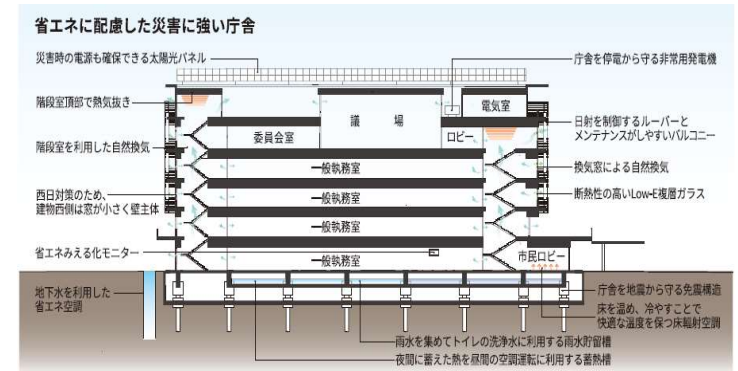 省エネに配慮した災害に強い庁舎
災害時の電源も確保できる太陽光パネル
庁舎を停電から守る非常用発電機
階段室頂部で熱気抜き
電気室
議 場
日射を制御するルーバーと
メンテナンスがしやすいバルコニー
委員会室
ロビー
階段室を利用した自然換気
一般執務室
換気窓による自然換気
西日対策のため、
建物西側は窓が小さく壁主体
一般執務室
断熱性の高いLow-E複層ガラス
一般執務室
省エネみえる化モニター
一般執務室
市民ロビー
地下水を利用した
省エネ空調
庁舎を地震から守る免震構造
床を温め、冷やすことで
快適な温度を保つ床輻射空調
雨水を集めてトイレの洗浄水に利用する雨水貯留槽
夜間に蓄えた熱を昼間の空調運転に利用する蓄熱槽